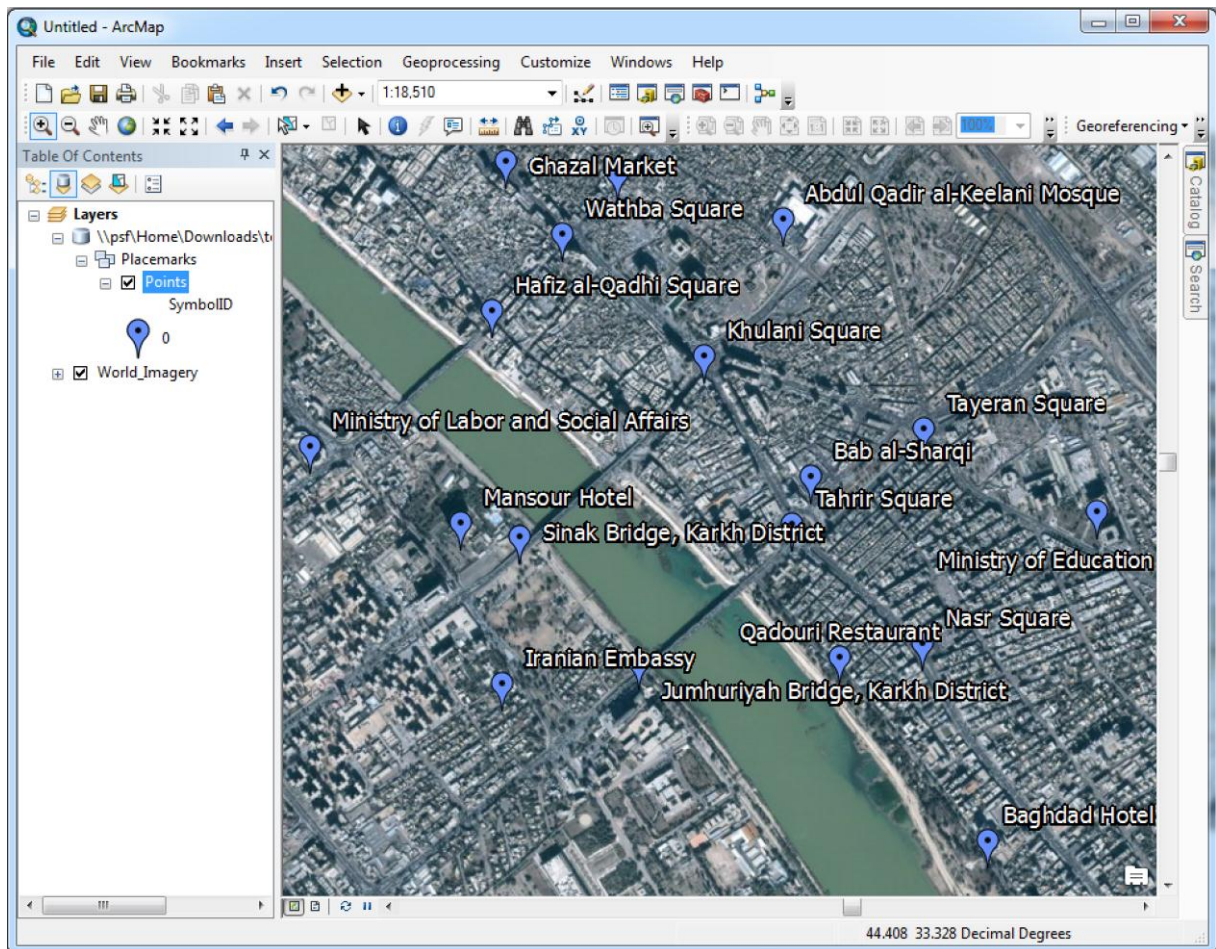 Untitled - ArcMap
File Edit View Bookmarks Insert Selection Geoprocessing Customize Windows Help
1:18,510
100% Georeferencing
Table Of Contents
Layers
\\psf\Home\Downloads\t
Placemarks
Points
SymbolID
0
World_Imagery
Ghazal Market
Wathba Square
Abdul Qadir al-Keelani Mosque
Hafiz al-Qadhi Square
Khulani Square
Tayeran Square
Ministry of Labor and Social Affairs
Bab al-Sharqi
Mansour Hotel
Tahrir Square
Sinak Bridge, Karkh District
Ministry of Education
Nasr Square
Qadouri Restaurant
Iranian Embassy
Jumhuriyah Bridge, Karkh District
Baghdad Hotel
Catalog
Search
44.408 33.328 Decimal Degrees